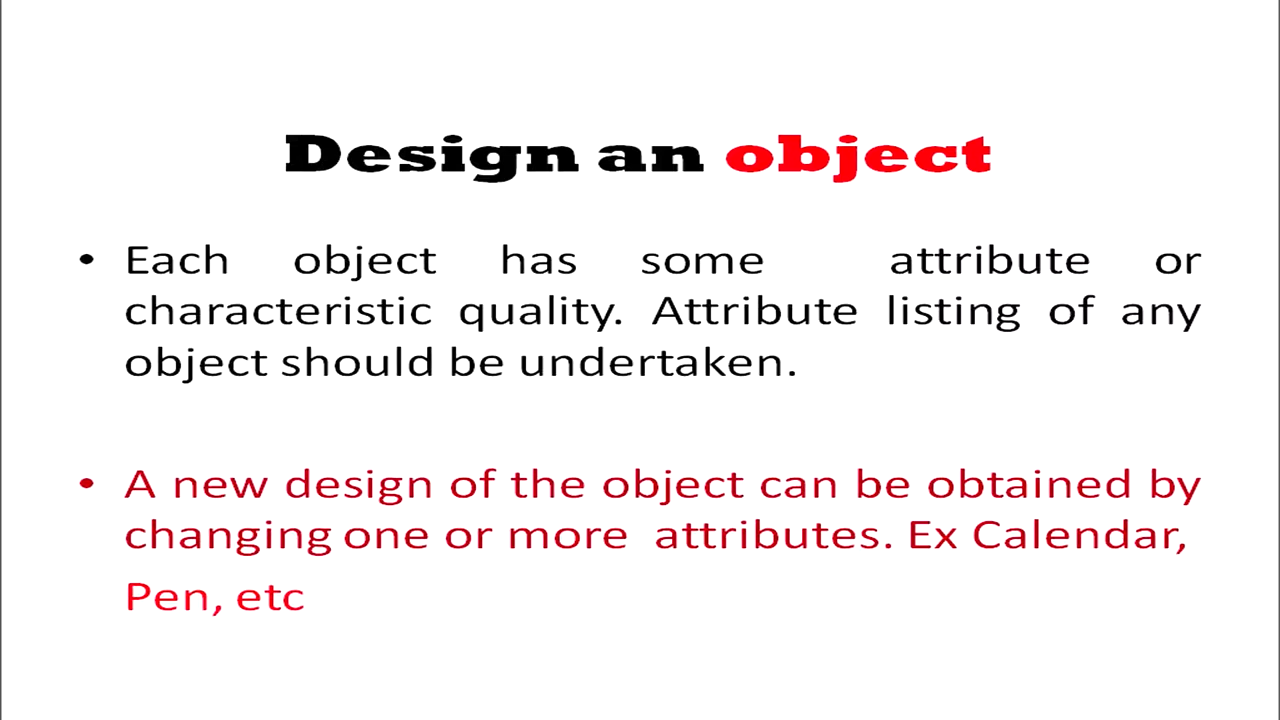 Design an object
• Each object has some attribute or
characteristic quality. Attribute listing of any
object should be undertaken.
• A new design of the object can be obtained by
changing one or more attributes. Ex Calendar,
Pen, etc